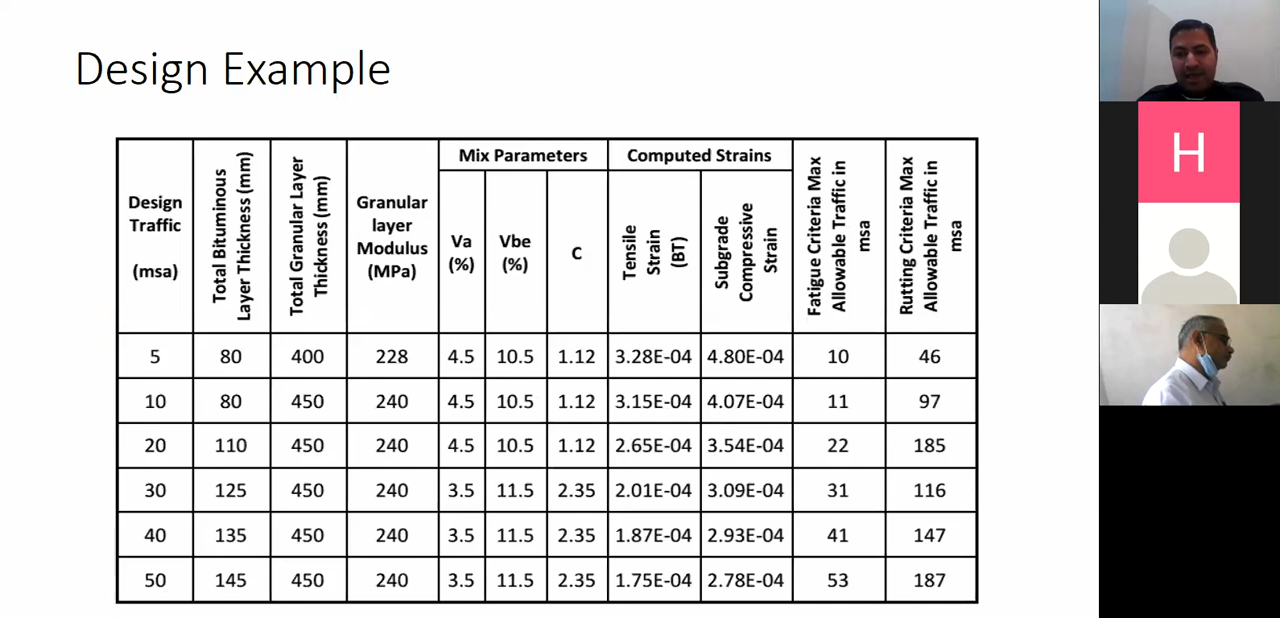 Design Example
Design
Traffic
(msa)
Total Bituminous
Layer Thickness (mm)
Total Granular Layer
Thickness (mm)
Granular
layer
Modulus
(MPa)
Mix Parameters
Va
(%)
Vbe
(%)
C
Computed Strains
Tensile
Strain
(BT)
Subgrade
Compressive
Strain
Fatigue Criteria Max
Allowable Traffic in
msa
Rutting Criteria Max
Allowable Traffic in
msa
5 80 400 228 4.5 10.5 1.12 3.28E-04 4.80E-04 10 46
10 80 450 240 4.5 10.5 1.12 3.15E-04 4.07E-04 11 97
20 110 450 240 4.5 10.5 1.12 2.65E-04 3.54E-04 22 185
30 125 450 240 3.5 11.5 2.35 2.01E-04 3.09E-04 31 116
40 135 450 240 3.5 11.5 2.35 1.87E-04 2.93E-04 41 147
50 145 450 240 3.5 11.5 2.35 1.75E-04 2.78E-04 53 187
H